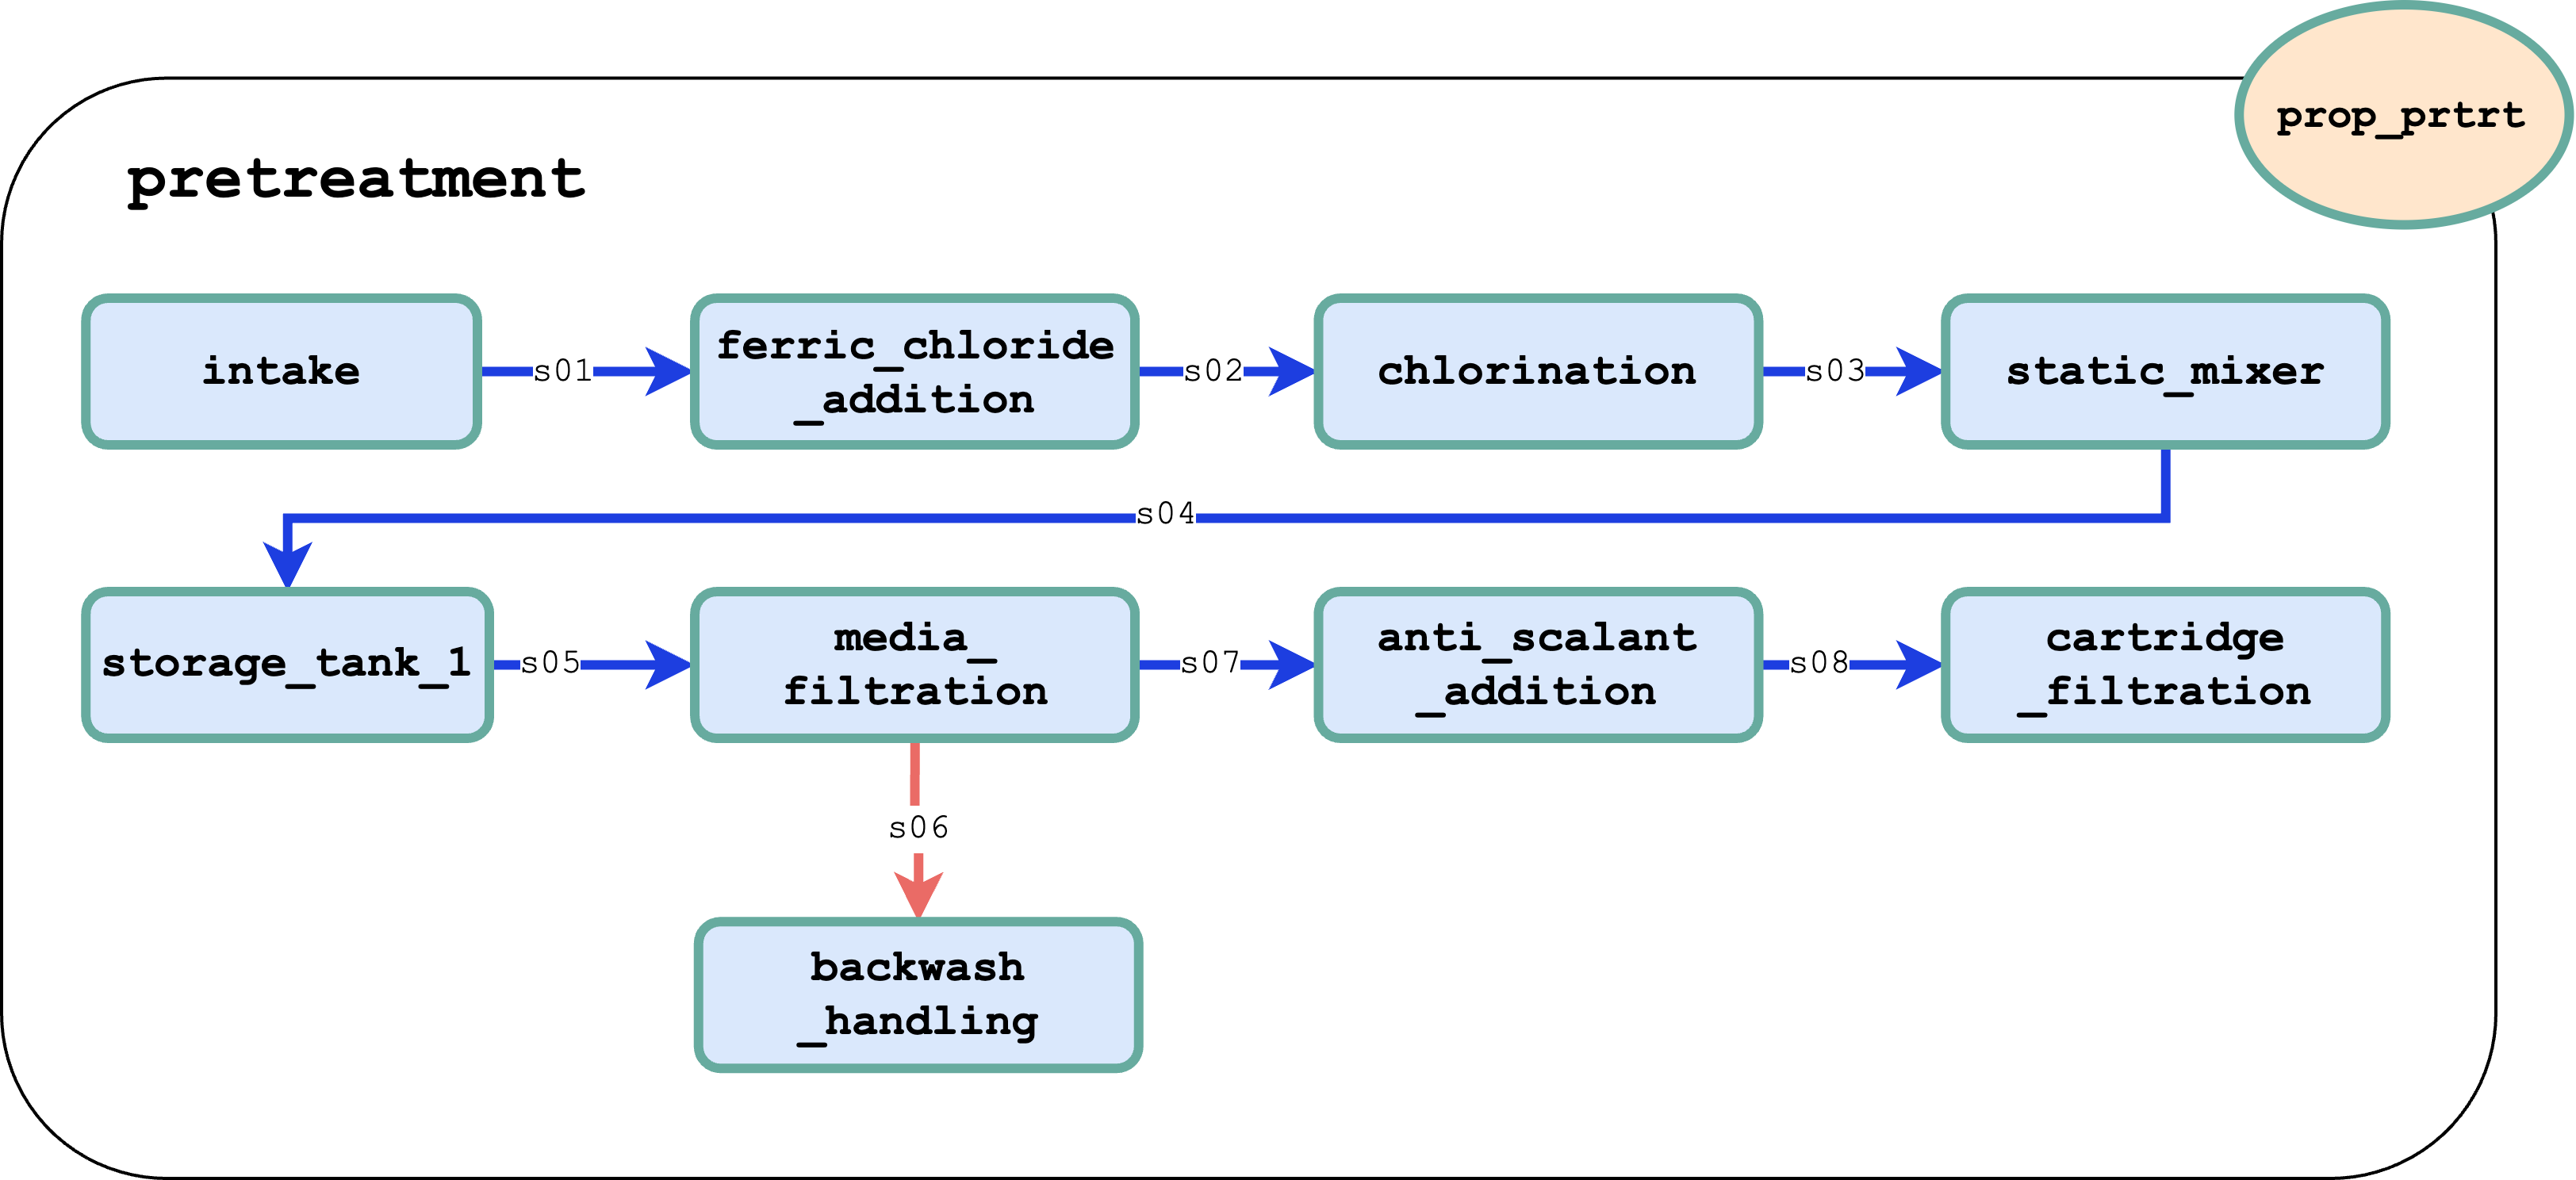 prop_prtrt
pretreatment
intake
s01
ferric_chloride
_addition
s02
chlorination
s03
static_mixer
s04
storage_tank_1
s05
media_
filtration
s07
anti_scalant
_addition
s08
cartridge
_filtration
s06
backwash
_handling